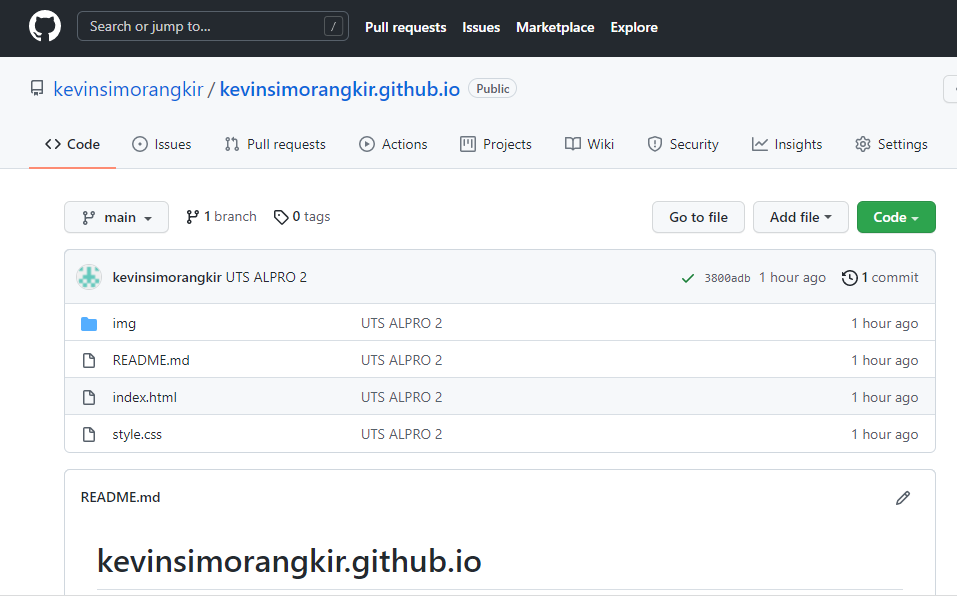 Search or jump to... / Pull requests Issues Marketplace Explore
kevinsimorangkir / kevinsimorangkir.github.io Public
Code Issues Pull requests Actions Projects Wiki Security Insights Settings
main 1 branch 0 tags Go to file Add file Code
kevinsimorangkir UTS ALPRO 2 3800adb 1 hour ago 1 commit
img UTS ALPRO 2 1 hour ago
README.md UTS ALPRO 2 1 hour ago
index.html UTS ALPRO 2 1 hour ago
style.css UTS ALPRO 2 1 hour ago
README.md
kevinsimorangkir.github.io